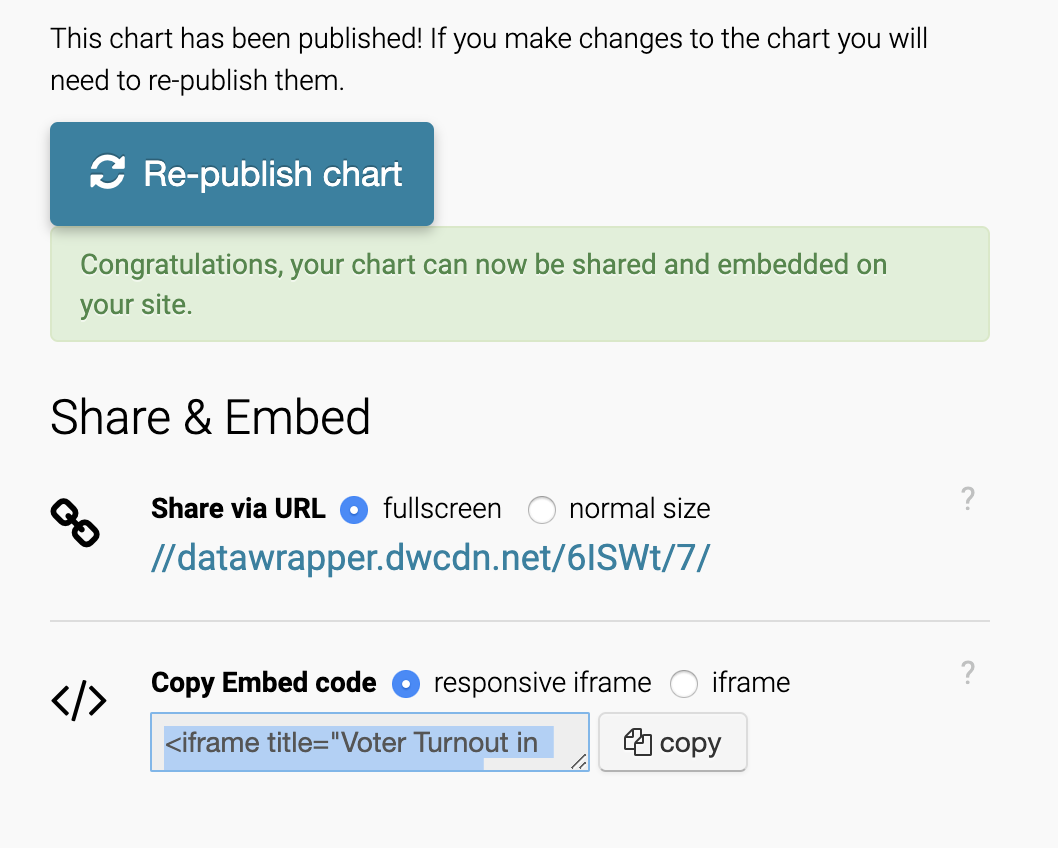 This chart has been published! If you make changes to the chart you will
need to re-publish them.
Re-publish chart
Congratulations, your chart can now be shared and embedded on
your site.
Share & Embed
Share via URL fullscreen normal size ?
//datawrapper.dwcdn.net/6ISWt/7/
Copy Embed code responsive iframe iframe ?
</> <iframe title="Voter Turnout in copy